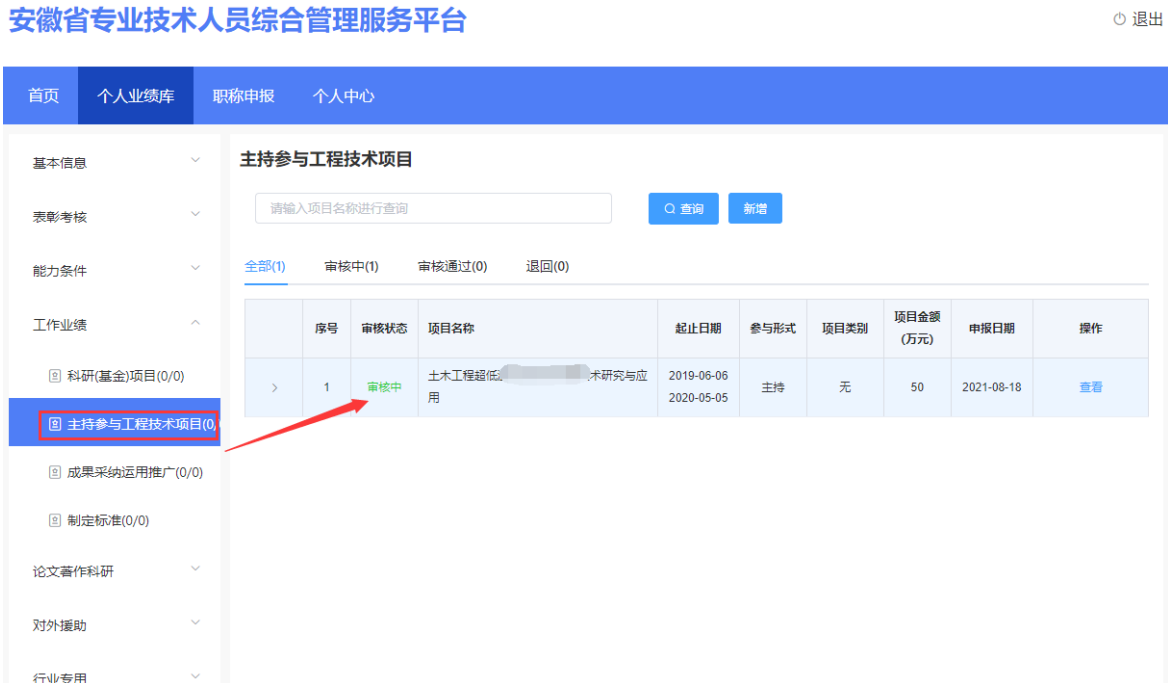 安徽省专业技术人员综合管理服务平台
退出
首页 个人业绩库 职称申报 个人中心
基本信息
表彰考核
能力条件
工作业绩
科研(基金)项目(0/0)
主持参与工程技术项目(0/
成果采纳运用推广(0/0)
制定标准(0/0)
论文著作科研
对外援助
行业专用
主持参与工程技术项目
请输入项目名称进行查询 查询 新增
全部(1) 审核中(1) 审核通过(0) 退回(0)
序号 审核状态 项目名称 起止日期 参与形式 项目类别 项目金额(万元) 申报日期 操作
1 审核中 土木工程超低 术研究与应用 2019-06-06 2020-05-05 主持 无 50 2021-08-18 查看